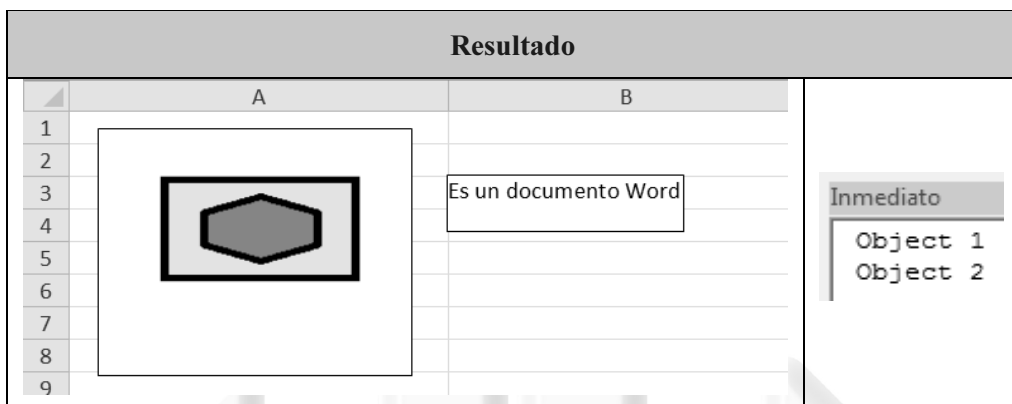 Resultado
A B
1
2
3 Es un documento Word
4
5
6
7
8
9
Inmediato
Object 1
Object 2